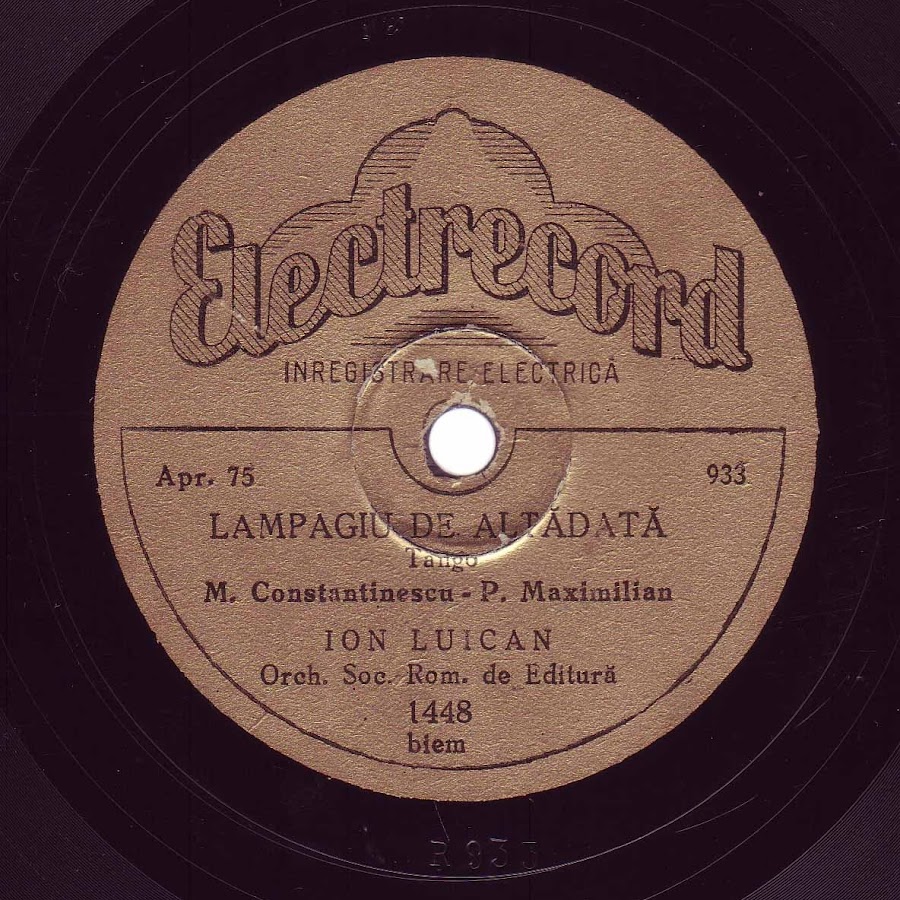 Electrecord
INREGISTRARE ELECTRICĂ
Apr. 75 933
LAMPAGIU DE ALTĂDATĂ
Tango
M. Constantinescu - P. Maximilian
ION LUICAN
Orch. Soc. Rom. de Editură
1448
biem
R 933